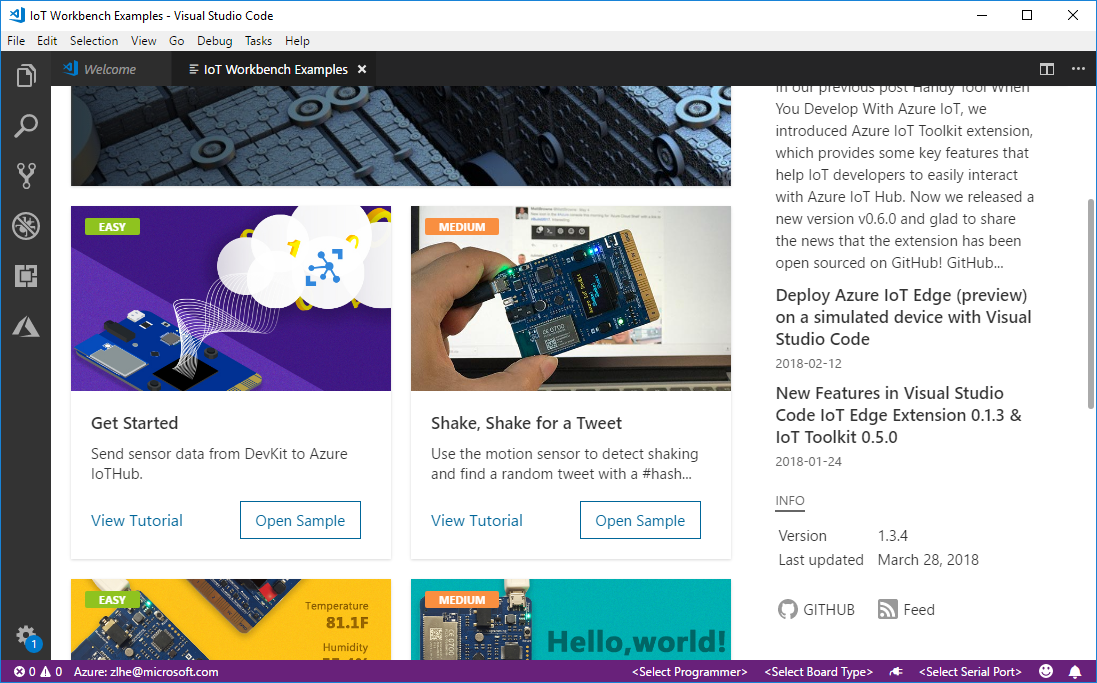 IoT Workbench Examples - Visual Studio Code
File Edit Selection View Go Debug Tasks Help
Welcome
IoT Workbench Examples
EASY
MEDIUM
Get Started
Send sensor data from DevKit to Azure
IoTHub.
View Tutorial
Open Sample
Shake, Shake for a Tweet
Use the motion sensor to detect shaking
and find a random tweet with a #hash...
View Tutorial
Open Sample
EASY
Temperature
81.1F
Humidity
MEDIUM
Hello,world!
In our previous post Handy Tool When
You Develop With Azure IoT, we
introduced Azure IoT Toolkit extension,
which provides some key features that
help IoT developers to easily interact
with Azure IoT Hub. Now we released a
new version v0.6.0 and glad to share
the news that the extension has been
open sourced on GitHub! GitHub...
Deploy Azure IoT Edge (preview)
on a simulated device with Visual
Studio Code
2018-02-12
New Features in Visual Studio
Code IoT Edge Extension 0.1.3 &
IoT Toolkit 0.5.0
2018-01-24
INFO
Version 1.3.4
Last updated March 28, 2018
GITHUB Feed
1
0 0 Azure: zlhe@microsoft.com <Select Programmer> <Select Board Type> <Select Serial Port>